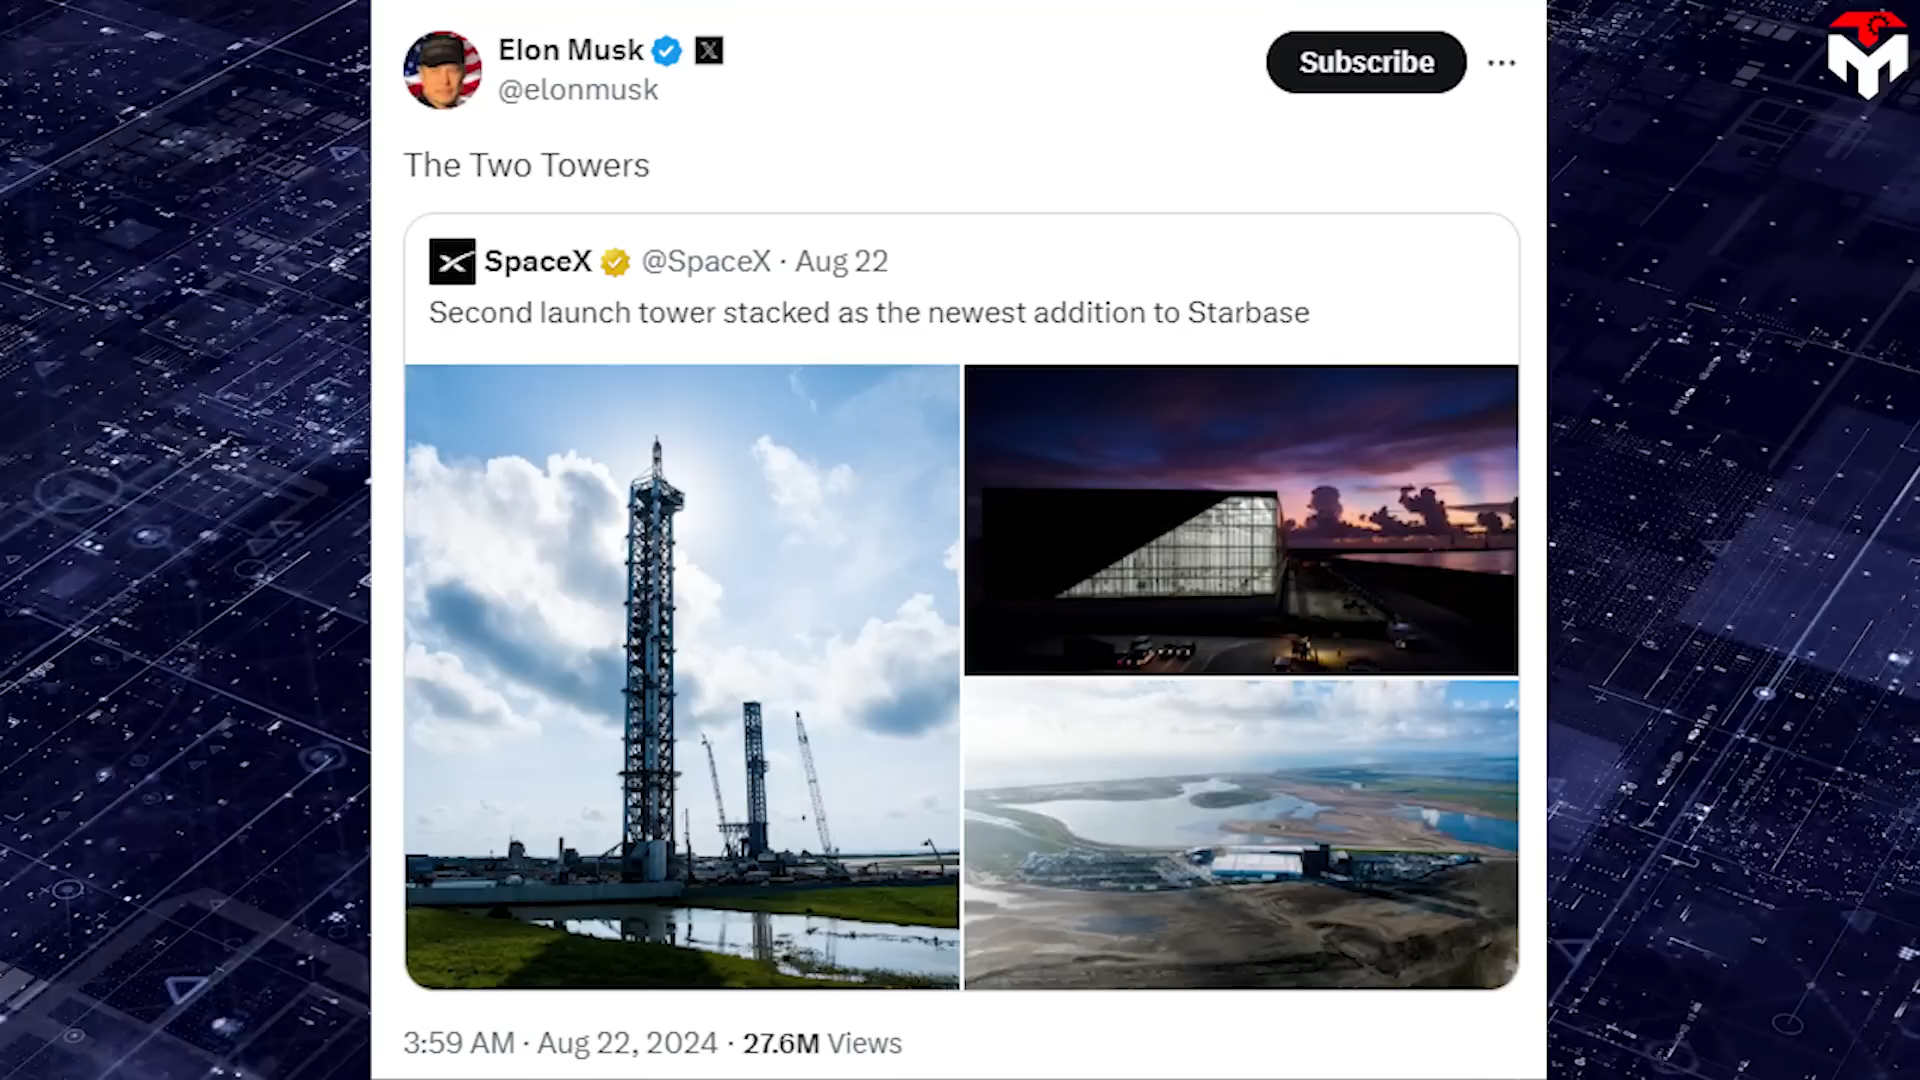 Elon Musk
@elonmusk
Subscribe
The Two Towers
SpaceX @SpaceX · Aug 22
Second launch tower stacked as the newest addition to Starbase
3:59 AM · Aug 22, 2024 · 27.6M Views